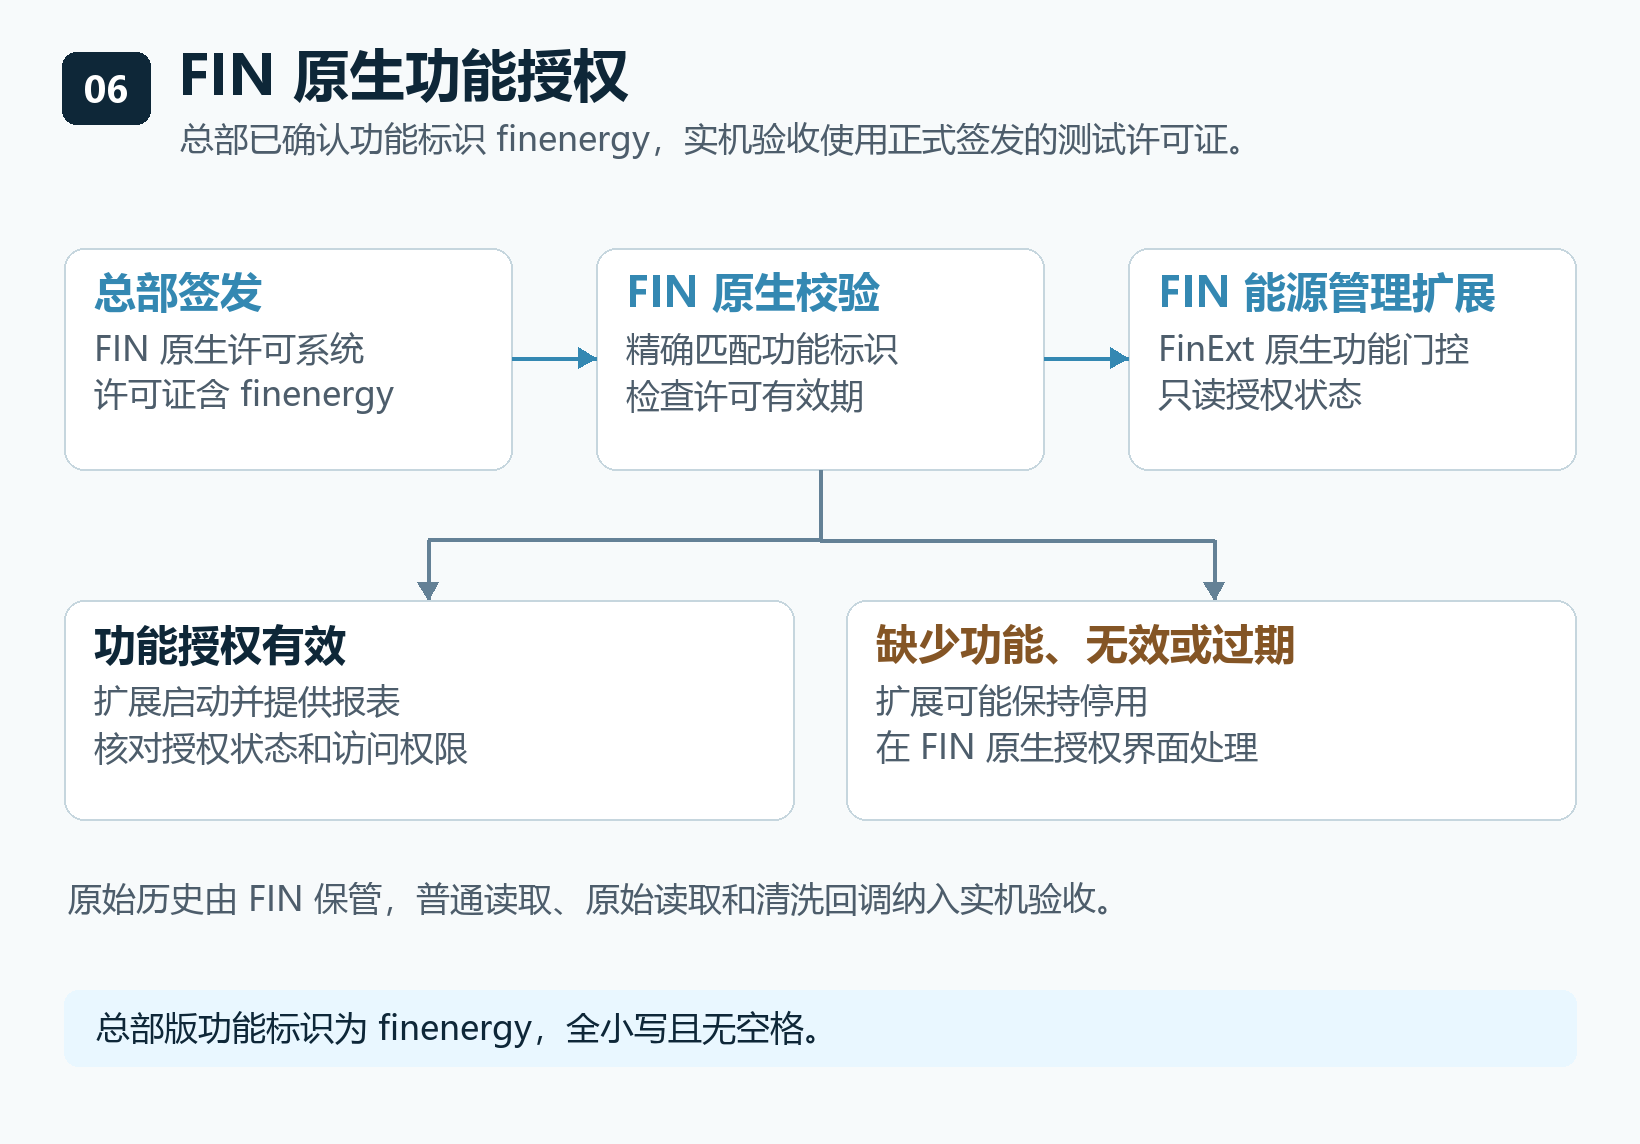 06
FIN 原生功能授权
总部已确认功能标识 finenergy，实机验收使用正式签发的测试许可证。
总部签发
FIN 原生许可系统
许可证含 finenergy
FIN 原生校验
精确匹配功能标识
检查许可有效期
FIN 能源管理扩展
FinExt 原生功能门控
只读授权状态
功能授权有效
扩展启动并提供报表
核对授权状态和访问权限
缺少功能、无效或过期
扩展可能保持停用
在 FIN 原生授权界面处理
原始历史由 FIN 保管，普通读取、原始读取和清洗回调纳入实机验收。
总部版功能标识为 finenergy，全小写且无空格。